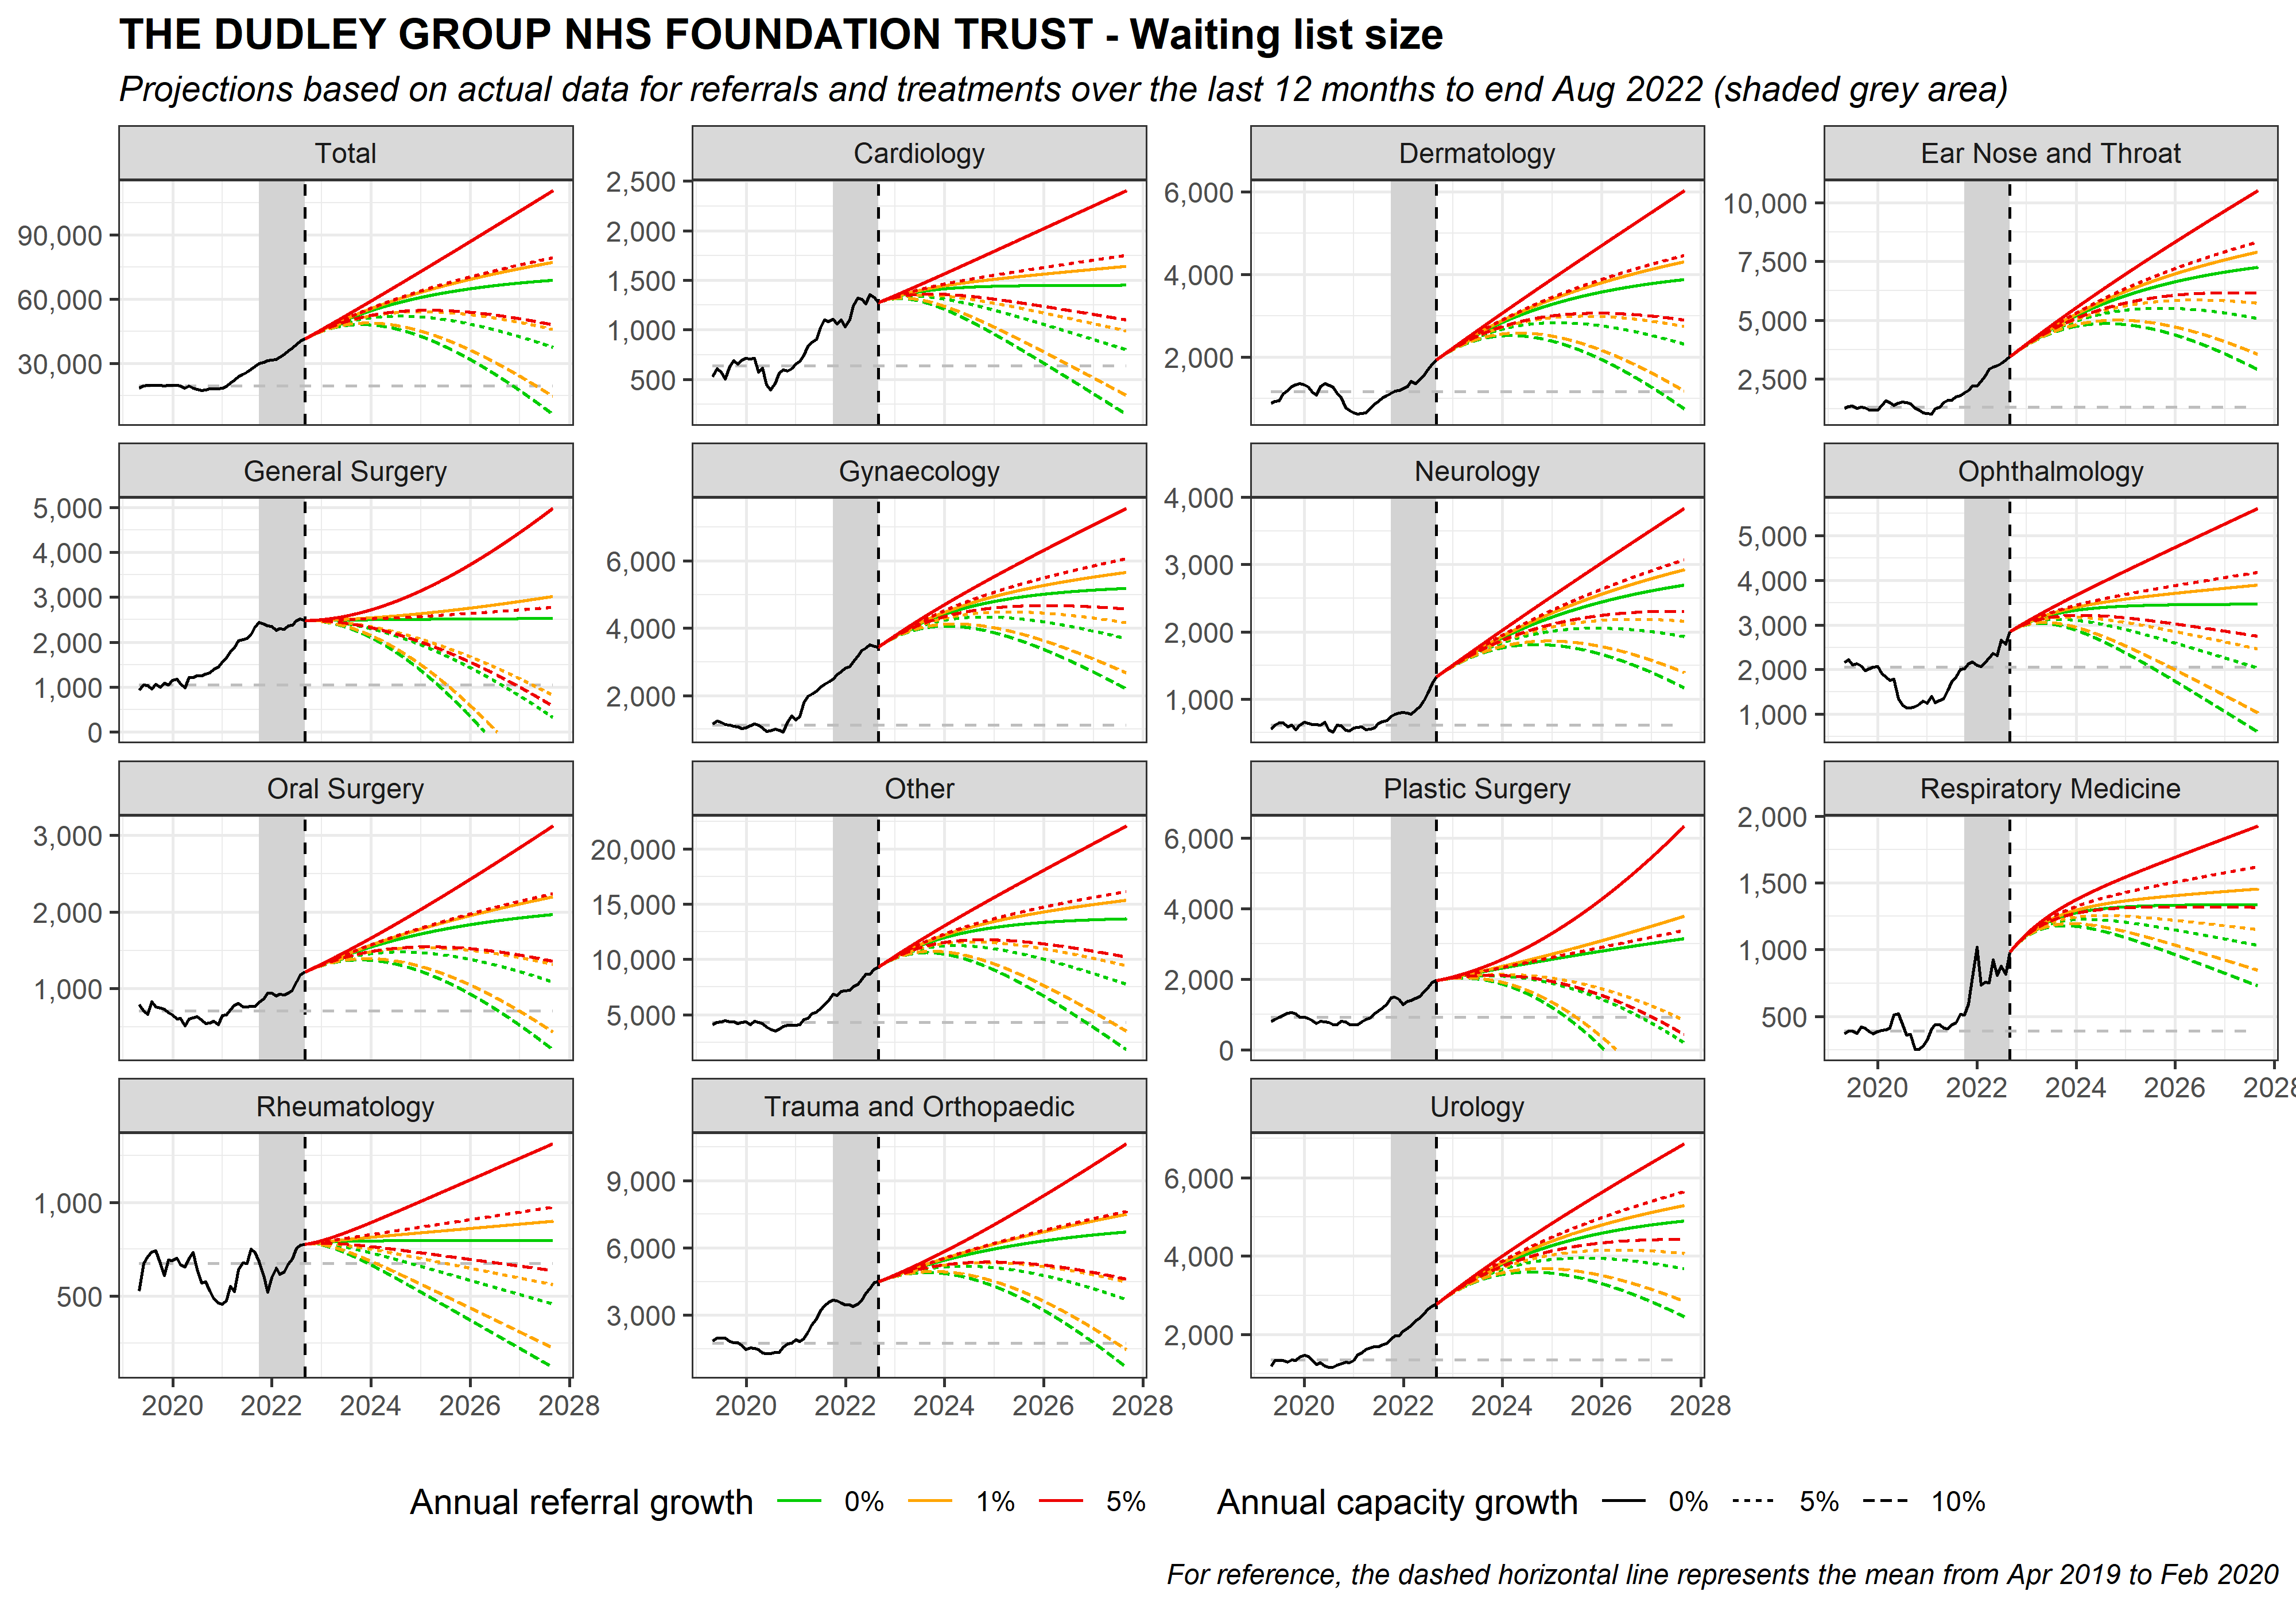 THE DUDLEY GROUP NHS FOUNDATION TRUST - Waiting list size
Projections based on actual data for referrals and treatments over the last 12 months to end Aug 2022 (shaded grey area)
Total
90,000
60,000
30,000
Cardiology
2,500
2,000
1,500
1,000
500
Dermatology
6,000
4,000
2,000
Ear Nose and Throat
10,000
7,500
5,000
2,500
General Surgery
5,000
4,000
3,000
2,000
1,000
0
Gynaecology
6,000
4,000
2,000
Neurology
4,000
3,000
2,000
1,000
Ophthalmology
5,000
4,000
3,000
2,000
1,000
Oral Surgery
3,000
2,000
1,000
Other
20,000
15,000
10,000
5,000
Plastic Surgery
6,000
4,000
2,000
0
Respiratory Medicine
2,000
1,500
1,000
500
2020 2022 2024 2026 2028
Rheumatology
1,000
500
2020 2022 2024 2026 2028
Trauma and Orthopaedic
9,000
6,000
3,000
2020 2022 2024 2026 2028
Urology
6,000
4,000
2,000
2020 2022 2024 2026 2028
Annual referral growth 0% 1% 5%
Annual capacity growth 0% 5% 10%
For reference, the dashed horizontal line represents the mean from Apr 2019 to Feb 2020